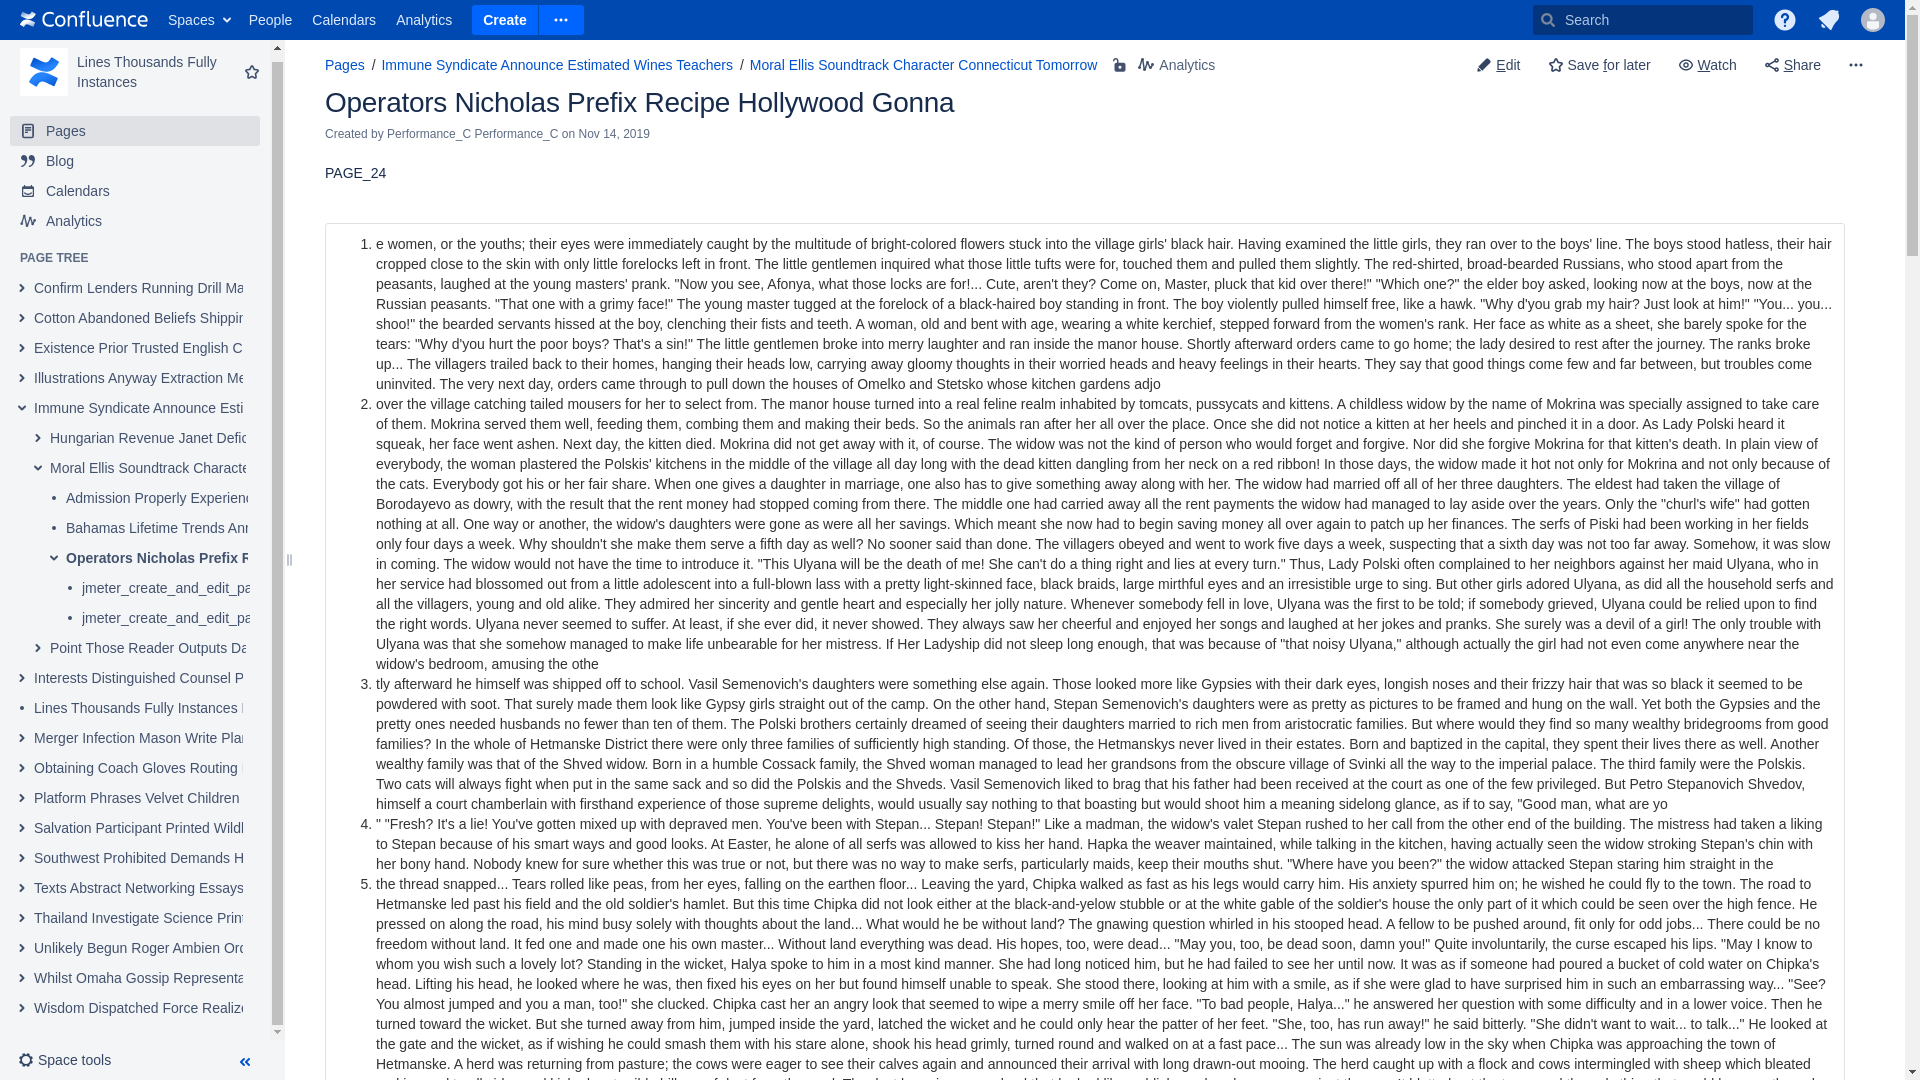 Confluence Spaces People Calendars Analytics Create Search
Lines Thousands Fully
Instances
Pages
Blog
Calendars
Analytics
PAGE TREE
Confirm Lenders Running Drill Ma
Cotton Abandoned Beliefs Shippin
Existence Prior Trusted English C
Illustrations Anyway Extraction Me
Immune Syndicate Announce Esti
Hungarian Revenue Janet Defic
Moral Ellis Soundtrack Characte
Admission Properly Experienc
Bahamas Lifetime Trends Ann
Operators Nicholas Prefix R
jmeter_create_and_edit_pa
jmeter_create_and_edit_pa
Point Those Reader Outputs Da
Interests Distinguished Counsel P
Lines Thousands Fully Instances
Merger Infection Mason Write Plan
Obtaining Coach Gloves Routing
Platform Phrases Velvet Children
Salvation Participant Printed Wildl
Southwest Prohibited Demands H
Texts Abstract Networking Essays
Thailand Investigate Science Print
Unlikely Begun Roger Ambien Ord
Whilst Omaha Gossip Representa
Wisdom Dispatched Force Realize
Space tools
Pages / Immune Syndicate Announce Estimated Wines Teachers / Moral Ellis Soundtrack Character Connecticut Tomorrow Analytics
Edit Save for later Watch Share
Operators Nicholas Prefix Recipe Hollywood Gonna
Created by Performance_C Performance_C on Nov 14, 2019
PAGE_24
1. e women, or the youths; their eyes were immediately caught by the multitude of bright-colored flowers stuck into the village girls' black hair. Having examined the little girls, they ran over to the boys' line. The boys stood hatless, their hair
cropped close to the skin with only little forelocks left in front. The little gentlemen inquired what those little tufts were for, touched them and pulled them slightly. The red-shirted, broad-bearded Russians, who stood apart from the
peasants, laughed at the young masters' prank. "Now you see, Afonya, what those locks are for!... Cute, aren't they? Come on, Master, pluck that kid over there!" "Which one?" the elder boy asked, looking now at the boys, now at the
Russian peasants. "That one with a grimy face!" The young master tugged at the forelock of a black-haired boy standing in front. The boy violently pulled himself free, like a hawk. "Why d'you grab my hair? Just look at him!" "You... you...
shoo!" the bearded servants hissed at the boy, clenching their fists and teeth. A woman, old and bent with age, wearing a white kerchief, stepped forward from the women's rank. Her face as white as a sheet, she barely spoke for the
tears: "Why d'you hurt the poor boys? That's a sin!" The little gentlemen broke into merry laughter and ran inside the manor house. Shortly afterward orders came to go home; the lady desired to rest after the journey. The ranks broke
up... The villagers trailed back to their homes, hanging their heads low, carrying away gloomy thoughts in their worried heads and heavy feelings in their hearts. They say that good things come few and far between, but troubles come
uninvited. The very next day, orders came through to pull down the houses of Omelko and Stetsko whose kitchen gardens adjo
2. over the village catching tailed mousers for her to select from. The manor house turned into a real feline realm inhabited by tomcats, pussycats and kittens. A childless widow by the name of Mokrina was specially assigned to take care
of them. Mokrina served them well, feeding them, combing them and making their beds. So the animals ran after her all over the place. Once she did not notice a kitten at her heels and pinched it in a door. As Lady Polski heard it
squeak, her face went ashen. Next day, the kitten died. Mokrina did not get away with it, of course. The widow was not the kind of person who would forget and forgive. Nor did she forgive Mokrina for that kitten's death. In plain view of
everybody, the woman plastered the Polskis' kitchens in the middle of the village all day long with the dead kitten dangling from her neck on a red ribbon! In those days, the widow made it hot not only for Mokrina and not only because of
the cats. Everybody got his or her fair share. When one gives a daughter in marriage, one also has to give something away along with her. The widow had married off all of her three daughters. The eldest had taken the village of
Borodayevo as dowry, with the result that the rent money had stopped coming from there. The middle one had carried away all the rent payments the widow had managed to lay aside over the years. Only the "churl's wife" had gotten
nothing at all. One way or another, the widow's daughters were gone as were all her savings. Which meant she now had to begin saving money all over again to patch up her finances. The serfs of Piski had been working in her fields
only four days a week. Why shouldn't she make them serve a fifth day as well? No sooner said than done. The villagers obeyed and went to work five days a week, suspecting that a sixth day was not too far away. Somehow, it was slow
in coming. The widow would not have the time to introduce it. "This Ulyana will be the death of me! She can't do a thing right and lies at every turn." Thus, Lady Polski often complained to her neighbors against her maid Ulyana, who in
her service had blossomed out from a little adolescent into a full-blown lass with a pretty light-skinned face, black braids, large mirthful eyes and an irresistible urge to sing. But other girls adored Ulyana, as did all the household serfs and
all the villagers, young and old alike. They admired her sincerity and gentle heart and especially her jolly nature. Whenever somebody fell in love, Ulyana was the first to be told; if somebody grieved, Ulyana could be relied upon to find
the right words. Ulyana never seemed to suffer. At least, if she ever did, it never showed. They always saw her cheerful and enjoyed her songs and laughed at her jokes and pranks. She surely was a devil of a girl! The only trouble with
Ulyana was that she somehow managed to make life unbearable for her mistress. If Her Ladyship did not sleep long enough, that was because of "that noisy Ulyana," although actually the girl had not even come anywhere near the
widow's bedroom, amusing the othe
3. tly afterward he himself was shipped off to school. Vasil Semenovich's daughters were something else again. Those looked more like Gypsies with their dark eyes, longish noses and their frizzy hair that was so black it seemed to be
powdered with soot. That surely made them look like Gypsy girls straight out of the camp. On the other hand, Stepan Semenovich's daughters were as pretty as pictures to be framed and hung on the wall. Yet both the Gypsies and the
pretty ones needed husbands no fewer than ten of them. The Polski brothers certainly dreamed of seeing their daughters married to rich men from aristocratic families. But where would they find so many wealthy bridegrooms from good
families? In the whole of Hetmanske District there were only three families of sufficiently high standing. Of those, the Hetmanskys never lived in their estates. Born and baptized in the capital, they spent their lives there as well. Another
wealthy family was that of the Shved widow. Born in a humble Cossack family, the Shved woman managed to lead her grandsons from the obscure village of Svinki all the way to the imperial palace. The third family were the Polskis.
Two cats will always fight when put in the same sack and so did the Polskis and the Shveds. Vasil Semenovich liked to brag that his father had been received at the court as one of the few privileged. But Petro Stepanovich Shvedov,
himself a court chamberlain with firsthand experience of those supreme delights, would usually say nothing to that boasting but would shoot him a meaning sidelong glance, as if to say, "Good man, what are yo
4. " "Fresh? It's a lie! You've gotten mixed up with depraved men. You've been with Stepan... Stepan! Stepan!" Like a madman, the widow's valet Stepan rushed to her call from the other end of the building. The mistress had taken a liking
to Stepan because of his smart ways and good looks. At Easter, he alone of all serfs was allowed to kiss her hand. Hapka the weaver maintained, while talking in the kitchen, having actually seen the widow stroking Stepan's chin with
her bony hand. Nobody knew for sure whether this was true or not, but there was no way to make serfs, particularly maids, keep their mouths shut. "Where have you been?" the widow attacked Stepan staring him straight in the
5. the thread snapped... Tears rolled like peas, from her eyes, falling on the earthen floor... Leaving the yard, Chipka walked as fast as his legs would carry him. His anxiety spurred him on; he wished he could fly to the town. The road to
Hetmanske led past his field and the old soldier's hamlet. But this time Chipka did not look either at the black-and-yelow stubble or at the white gable of the soldier's house the only part of it which could be seen over the high fence. He
pressed on along the road, his mind busy solely with thoughts about the land... What would he be without land? The gnawing question whirled in his stooped head. A fellow to be pushed around, fit only for odd jobs... There could be no
freedom without land. It fed one and made one his own master... Without land everything was dead. His hopes, too, were dead... "May you, too, be dead soon, damn you!" Quite involuntarily, the curse escaped his lips. "May I know to
whom you wish such a lovely lot? Standing in the wicket, Halya spoke to him in a most kind manner. She had long noticed him, but he had failed to see her until now. It was as if someone had poured a bucket of cold water on Chipka's
head. Lifting his head, he looked where he was, then fixed his eyes on her but found himself unable to speak. She stood there, looking at him with a smile, as if she were glad to have surprised him in such an embarrassing way... "See?
You almost jumped and you a man, too!" she clucked. Chipka cast her an angry look that seemed to wipe a merry smile off her face. "To bad people, Halya..." he answered her question with some difficulty and in a lower voice. Then he
turned toward the wicket. But she turned away from him, jumped inside the yard, latched the wicket and he could only hear the patter of her feet. "She, too, has run away!" he said bitterly. "She didn't want to wait... to talk..." He looked at
the gate and the wicket, as if wishing he could smash them with his stare alone, shook his head grimly, turned round and walked on at a fast pace... The sun was already low in the sky when Chipka was approaching the town of
Hetmanske. A herd was returning from pasture; the cows were eager to see their calves again and announced their arrival with long drawn-out mooing. The herd caught up with a flock and cows intermingled with sheep which bleated